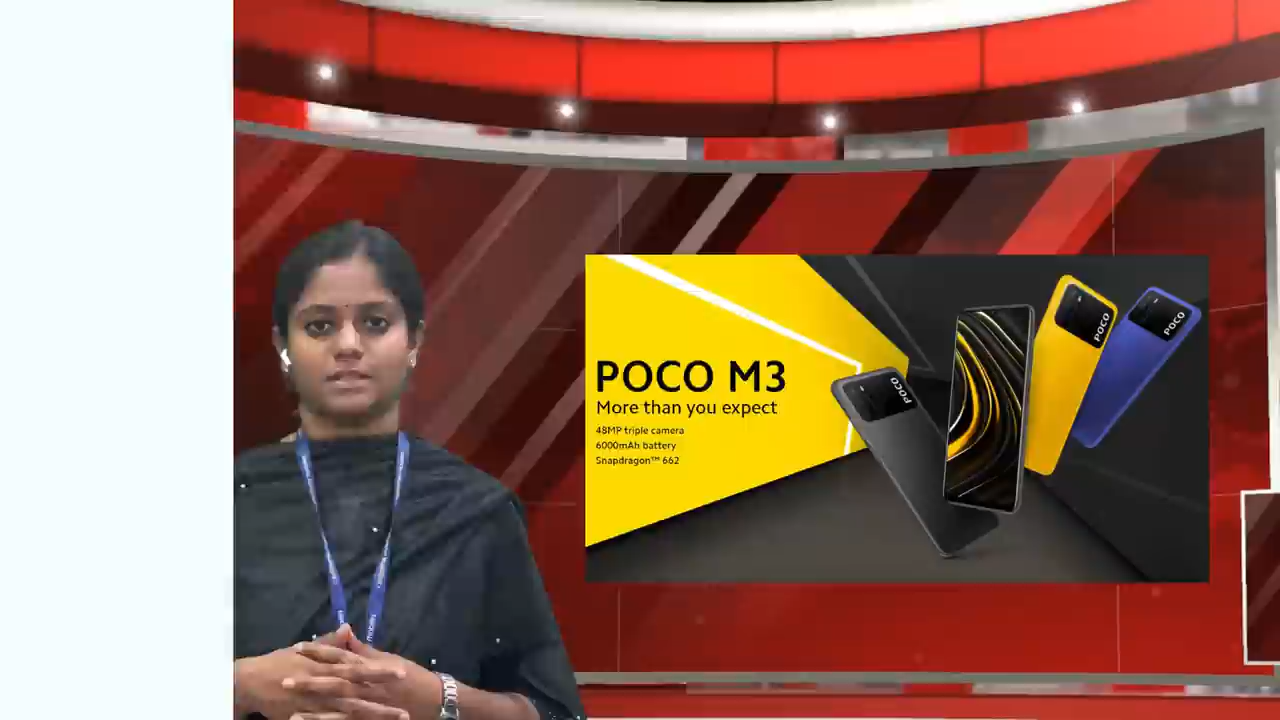 POCO M3
More than you expect
48MP triple camera
6000mAh battery
Snapdragon™ 662
POCO
POCO
POCO